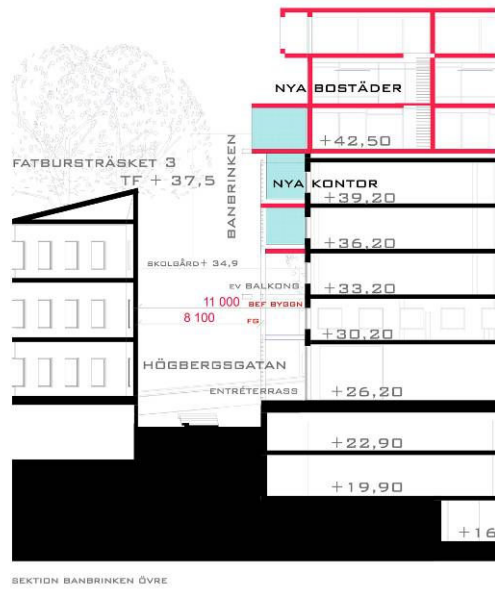 NYA BOSTÄDER
+42,50
BANBRINKEN
FATBURSTRÄSKET 3
TF + 37,5
NYA KONTOR
+39,20
+36,20
SKOLGÅRD + 34,9
EV BALKONG
+33,20
11 000 BEF BYGGN
8 100 FG
+30,20
HÖGBERGSGATAN
ENTRÉTERRASS
+26,20
+22,90
+19,90
+16
SEKTION BANBRINKEN ÖVRE